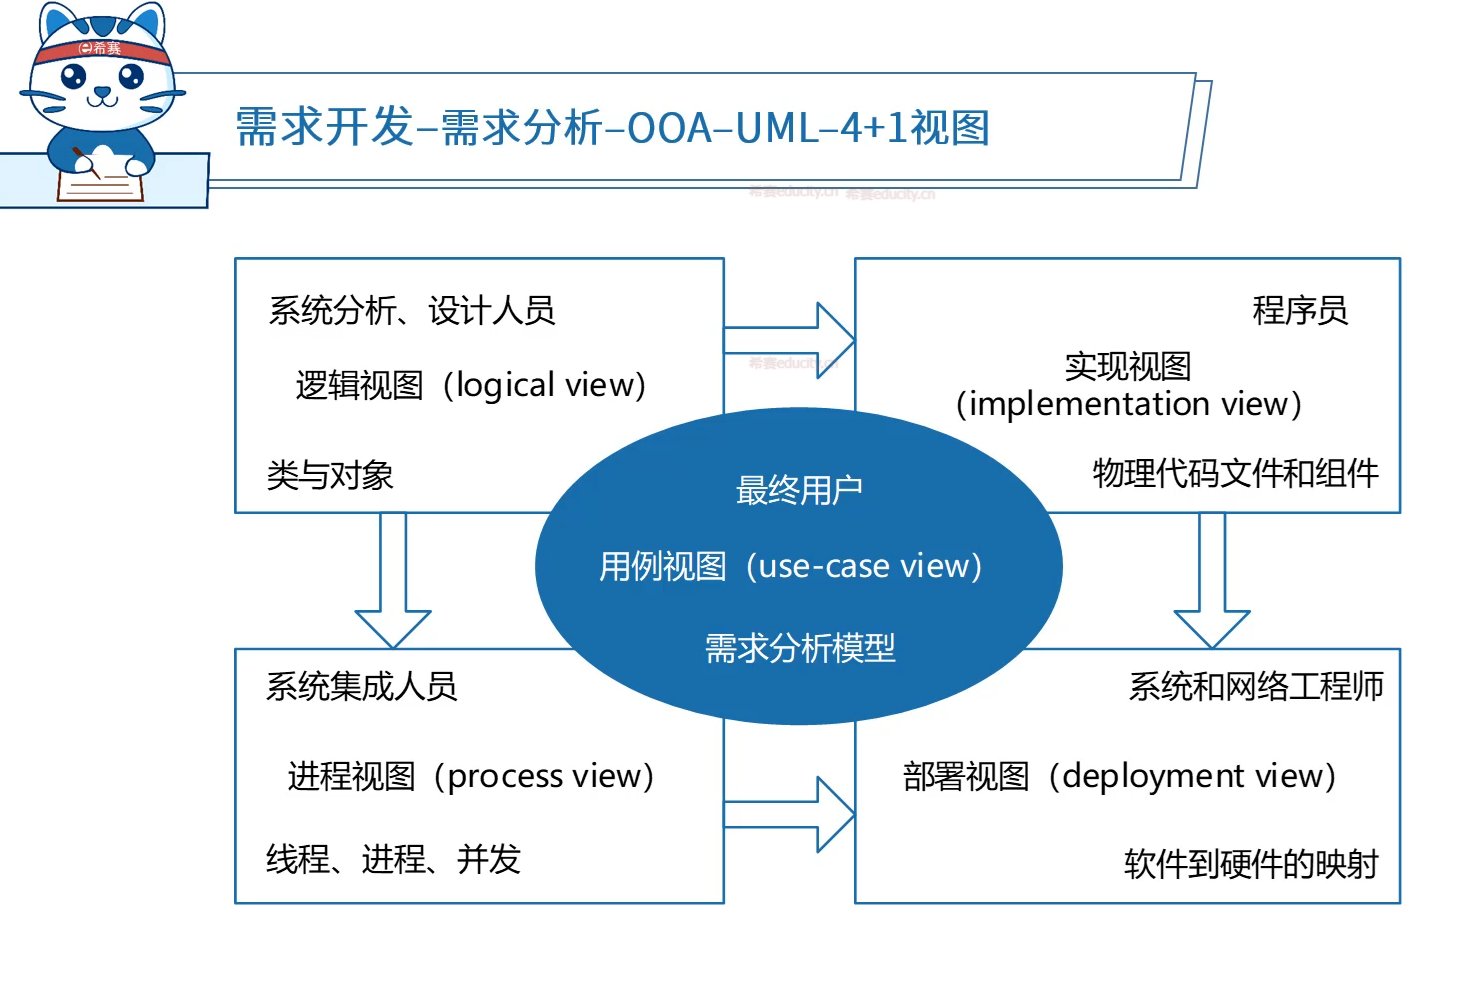 希赛
需求开发–需求分析–OOA–UML–4+1视图
希赛educity.cn 希赛educity.cn
系统分析、设计人员
逻辑视图（logical view）
类与对象
程序员
实现视图
（implementation view）
物理代码文件和组件
希赛educity.cn
最终用户
用例视图（use-case view）
需求分析模型
系统集成人员
进程视图（process view）
线程、进程、并发
系统和网络工程师
部署视图（deployment view）
软件到硬件的映射